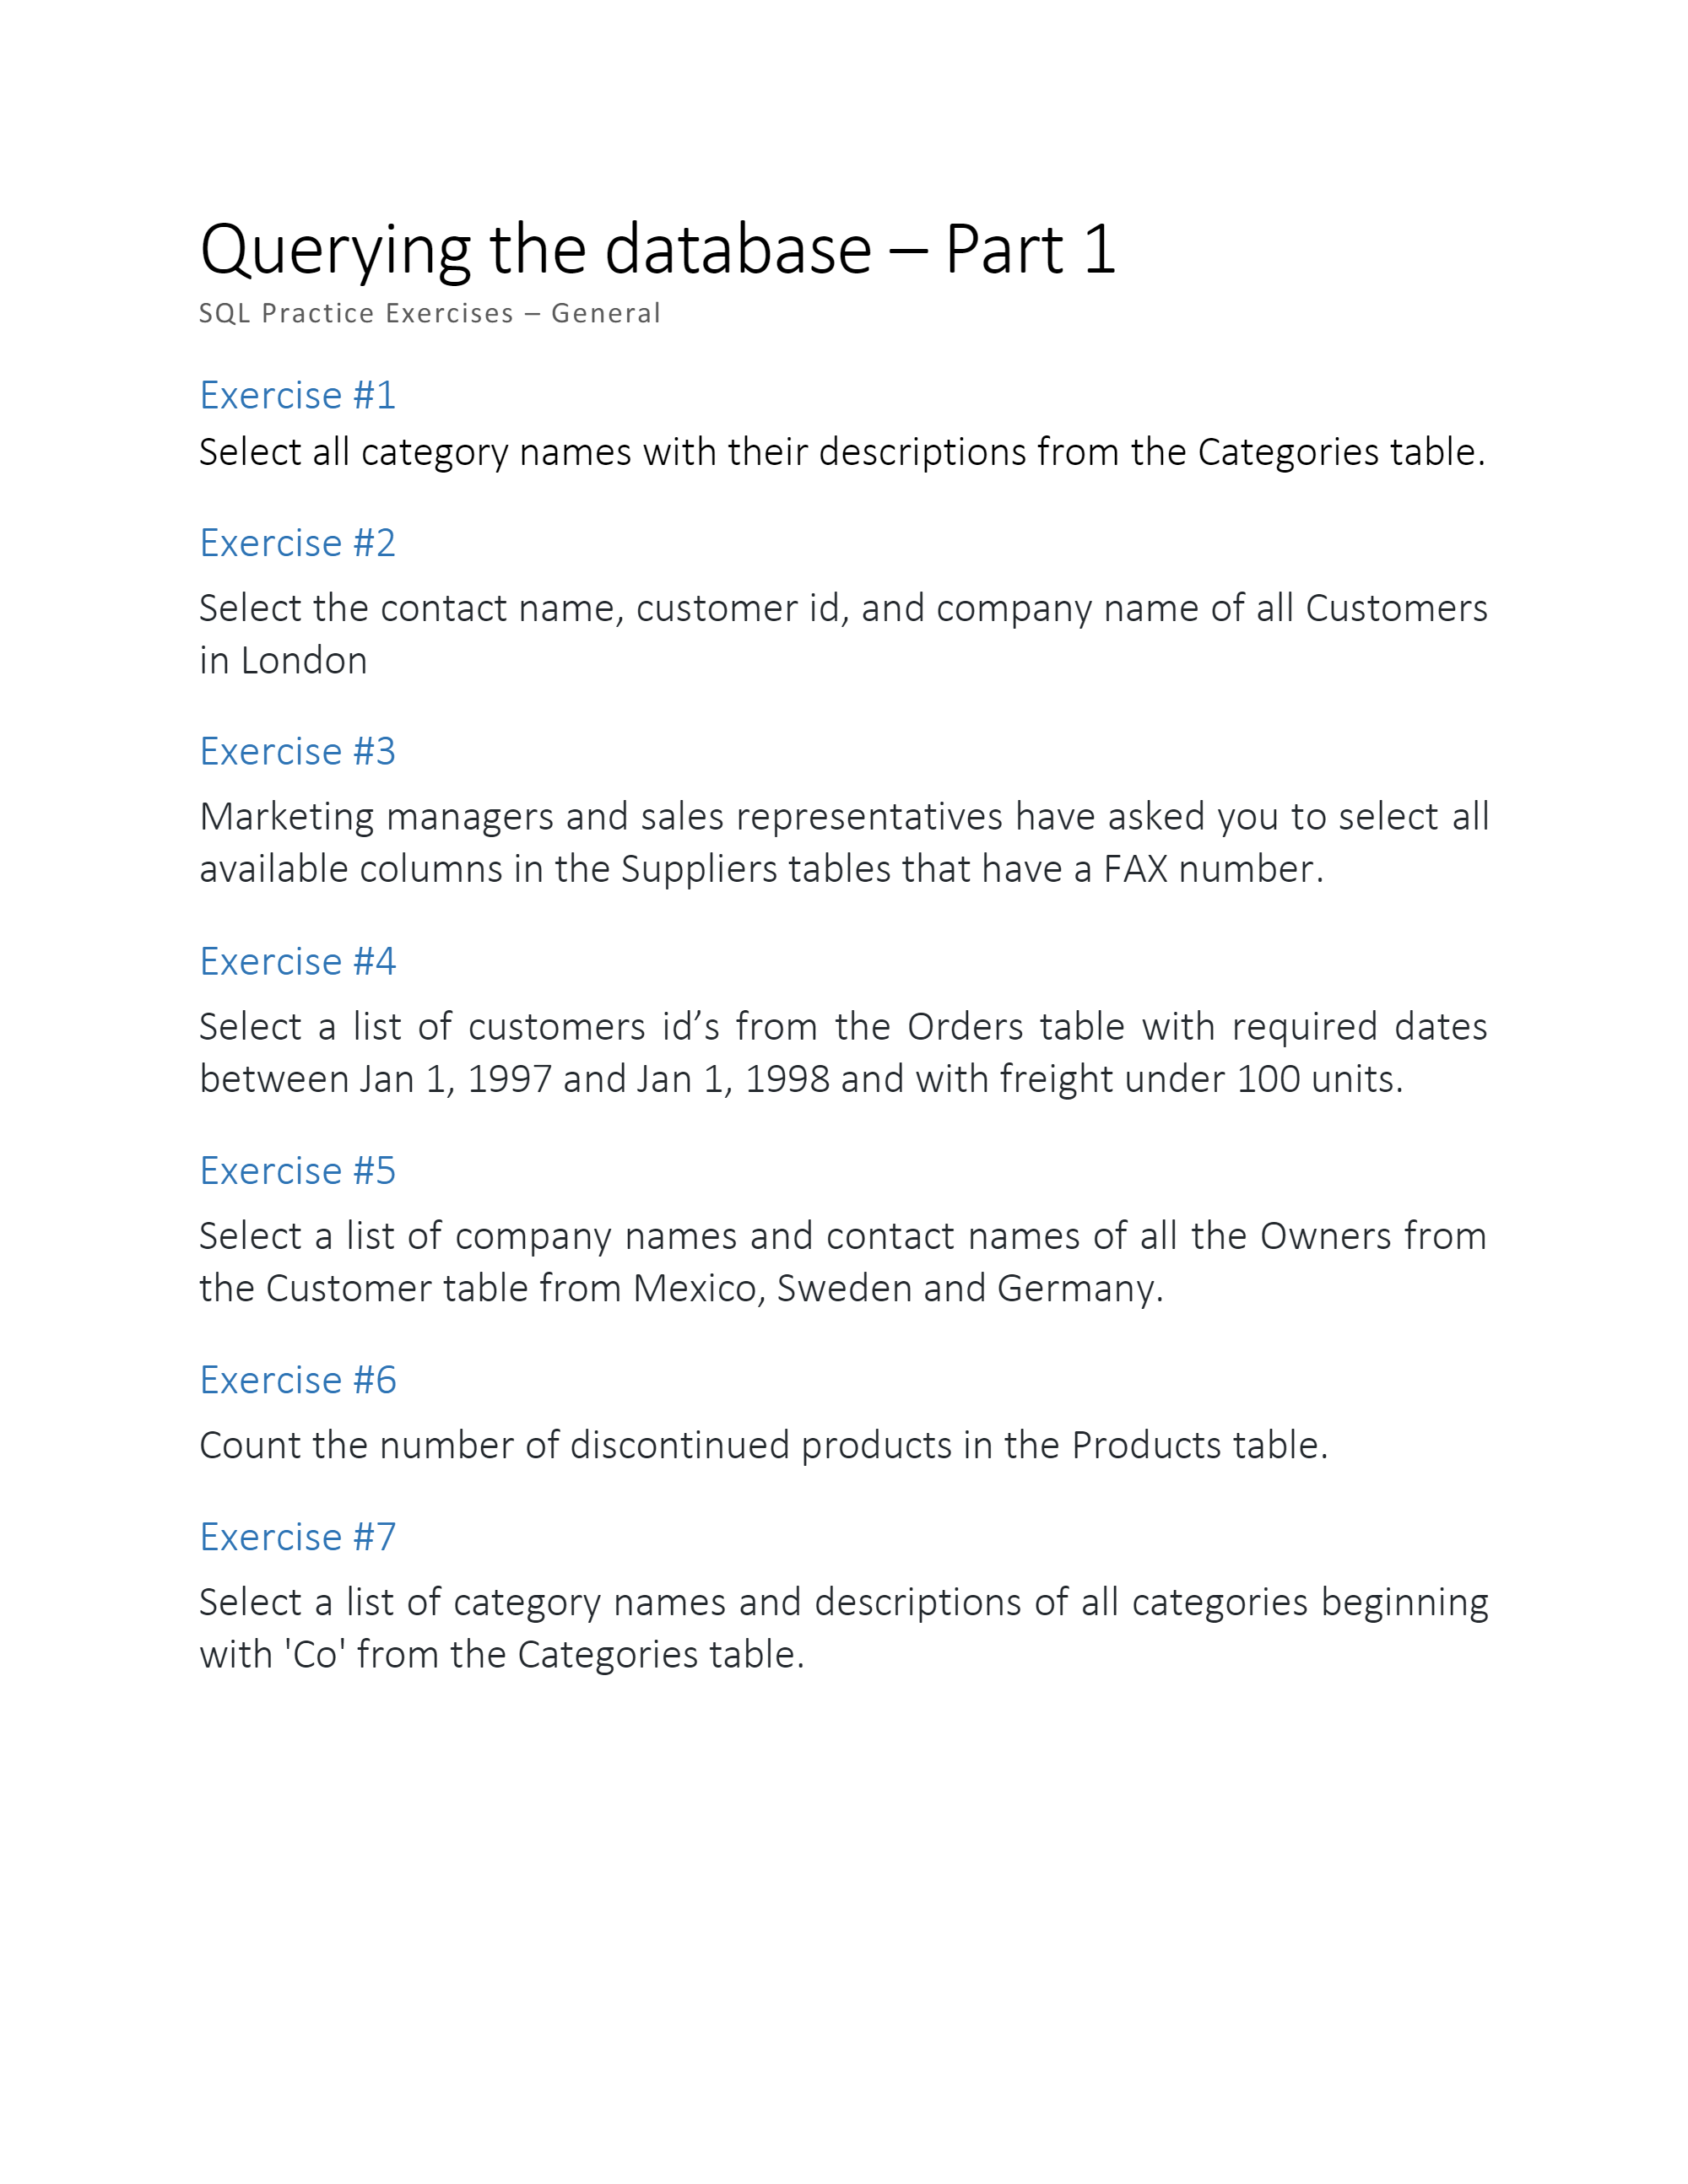 Querying the database – Part 1
SQL Practice Exercises – General
Exercise #1
Select all category names with their descriptions from the Categories table.
Exercise #2
Select the contact name, customer id, and company name of all Customers
in London
Exercise #3
Marketing managers and sales representatives have asked you to select all
available columns in the Suppliers tables that have a FAX number.
Exercise #4
Select a list of customers id’s from the Orders table with required dates
between Jan 1, 1997 and Jan 1, 1998 and with freight under 100 units.
Exercise #5
Select a list of company names and contact names of all the Owners from
the Customer table from Mexico, Sweden and Germany.
Exercise #6
Count the number of discontinued products in the Products table.
Exercise #7
Select a list of category names and descriptions of all categories beginning
with 'Co' from the Categories table.